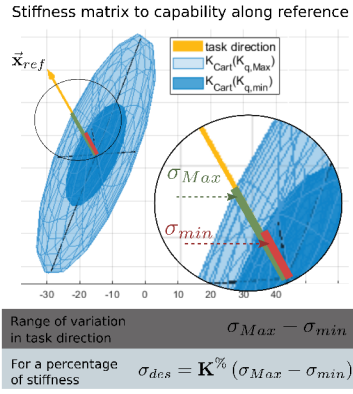 Stiffness matrix to capability along reference
task direction
K_Cart(K_q,Max)
K_Cart(K_q,min)
\vec{x}_{ref}
σ_Max
σ_min
-30 -20 -10 0 10 20 30 40
Range of variation
in task direction
σ_Max − σ_min
For a percentage
of stiffness
σ_des = K^% (σ_Max − σ_min)